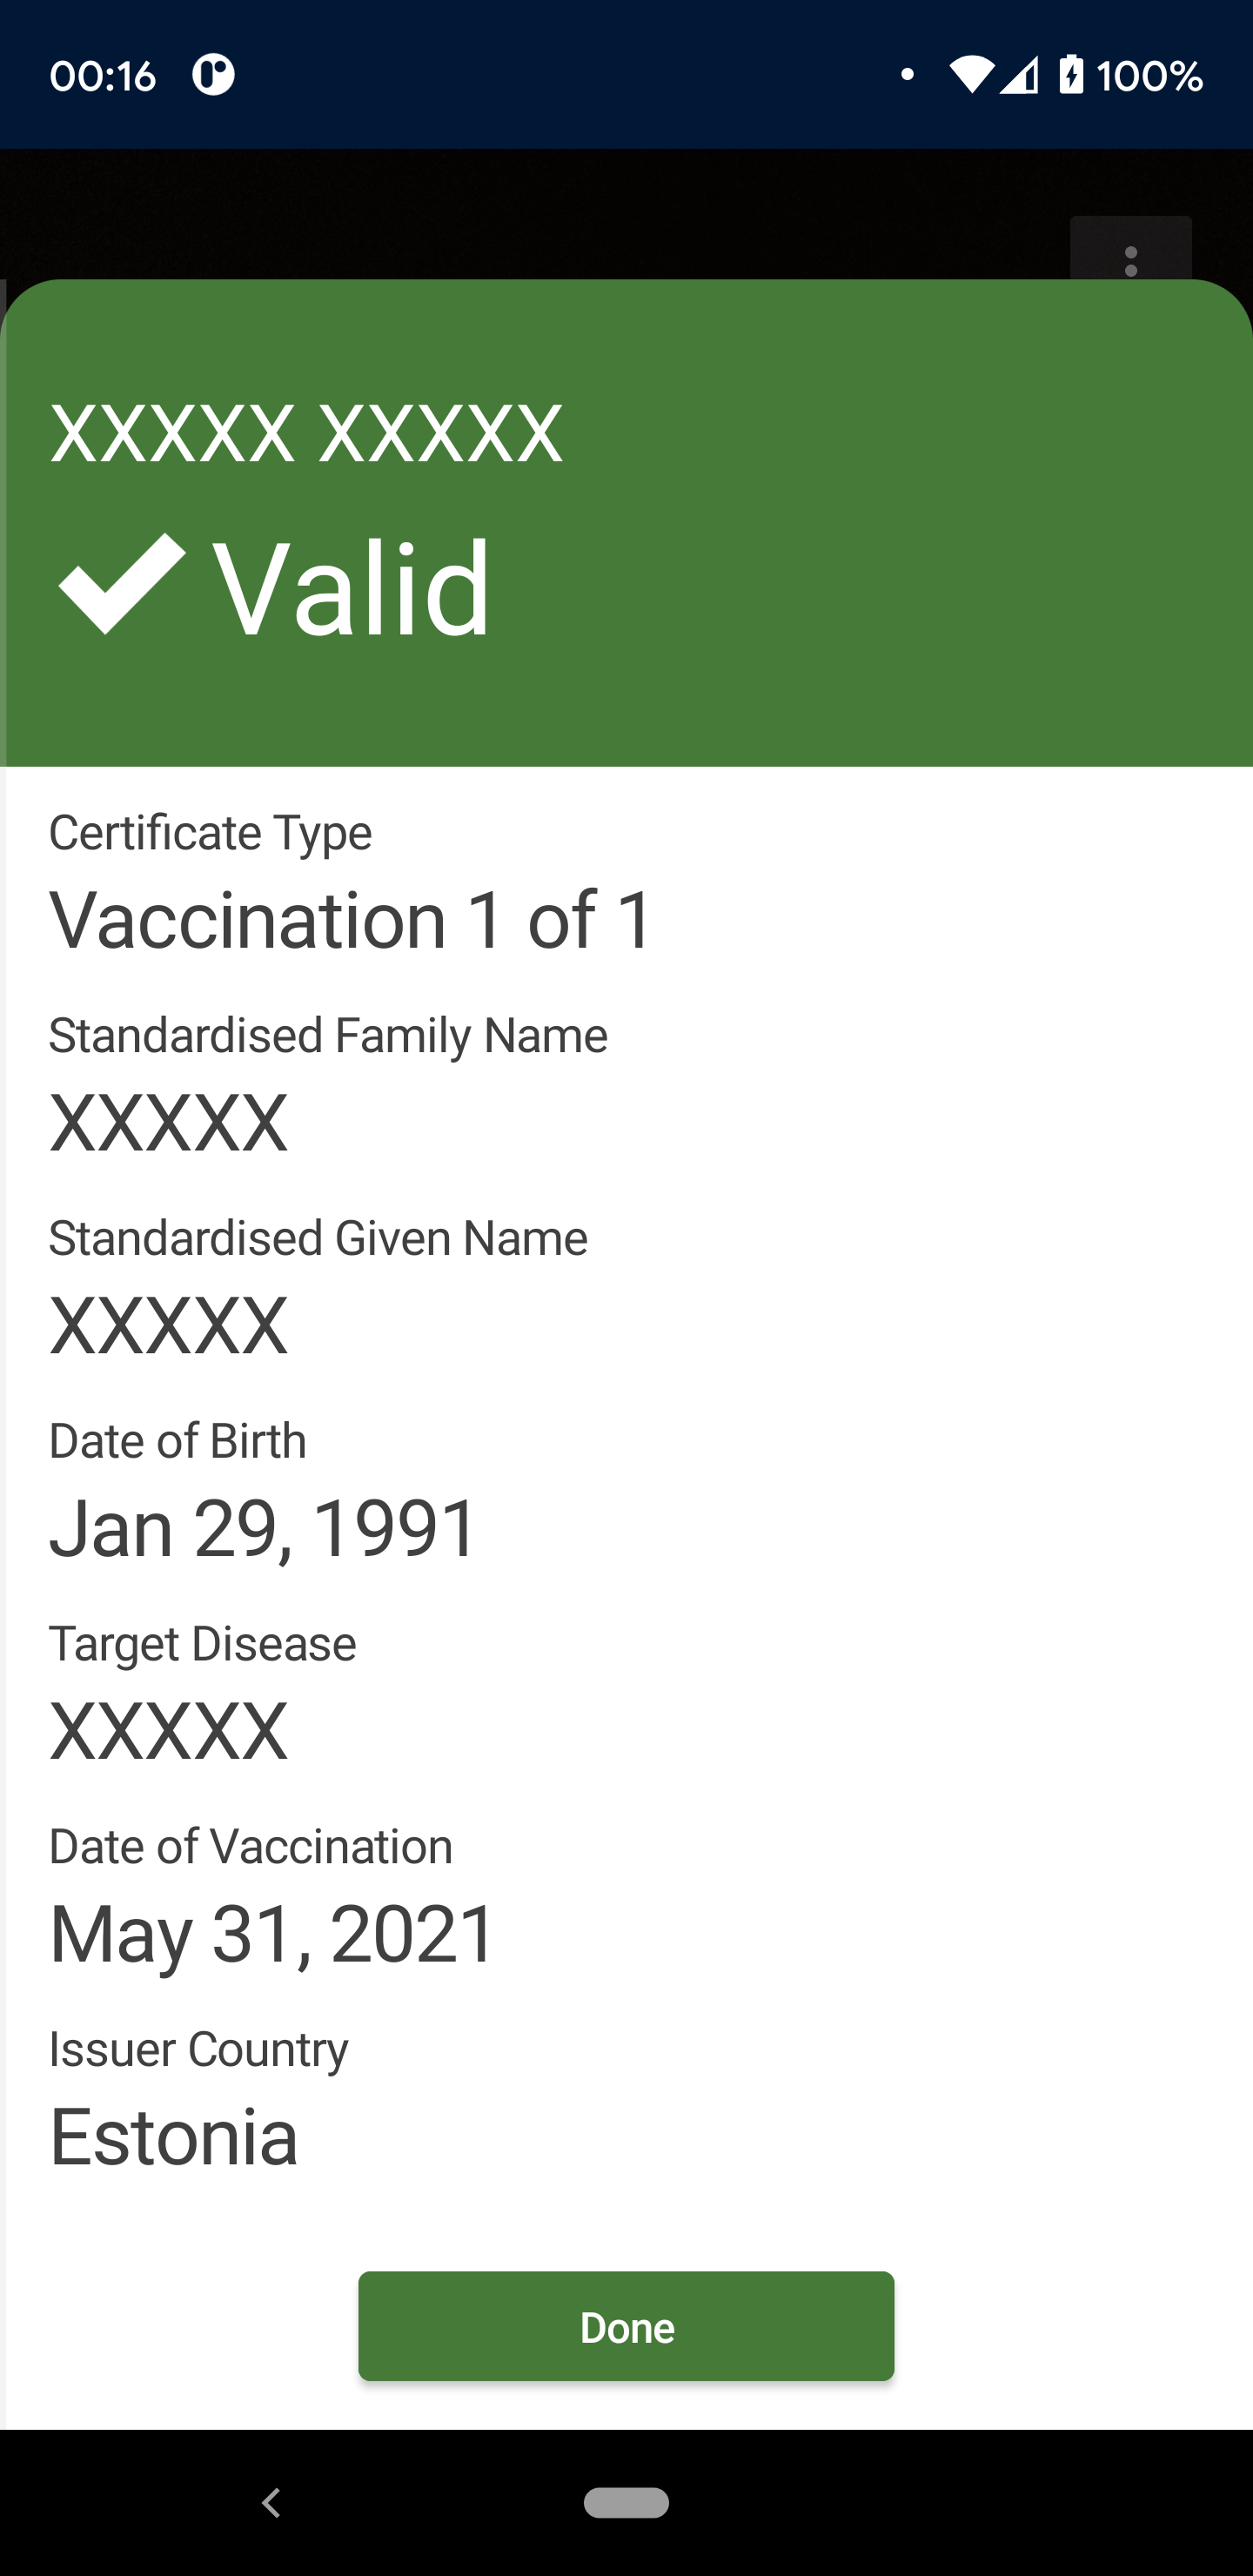 00:16
100%
XXXXX XXXXX
Valid
Certificate Type
Vaccination 1 of 1
Standardised Family Name
XXXXX
Standardised Given Name
XXXXX
Date of Birth
Jan 29, 1991
Target Disease
XXXXX
Date of Vaccination
May 31, 2021
Issuer Country
Estonia
Done